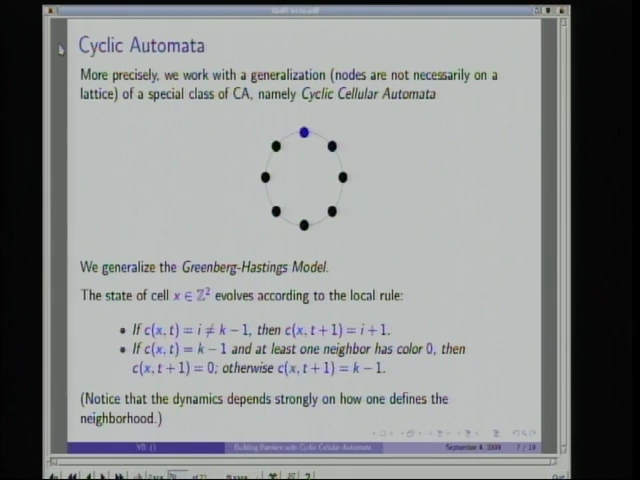 Cyclic Automata
More precisely, we work with a generalization (nodes are not necessarily on a
lattice) of a special class of CA, namely Cyclic Cellular Automata
We generalize the Greenberg-Hastings Model.
The state of cell x ∈ ℤ² evolves according to the local rule:
• If c(x, t) = i ≠ k − 1, then c(x, t + 1) = i + 1.
• If c(x, t) = k − 1 and at least one neighbor has color 0, then
c(x, t + 1) = 0; otherwise c(x, t + 1) = k − 1.
(Notice that the dynamics depends strongly on how one defines the
neighborhood.)
Building Barriers with Cyclic Cellular Automata
September 4, 2009
7 / 19